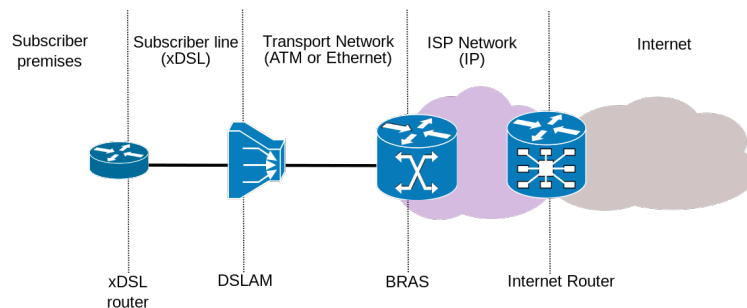 Subscriber
premises
Subscriber line
(xDSL)
Transport Network
(ATM or Ethernet)
ISP Network
(IP)
Internet
xDSL
router
DSLAM
BRAS
Internet Router